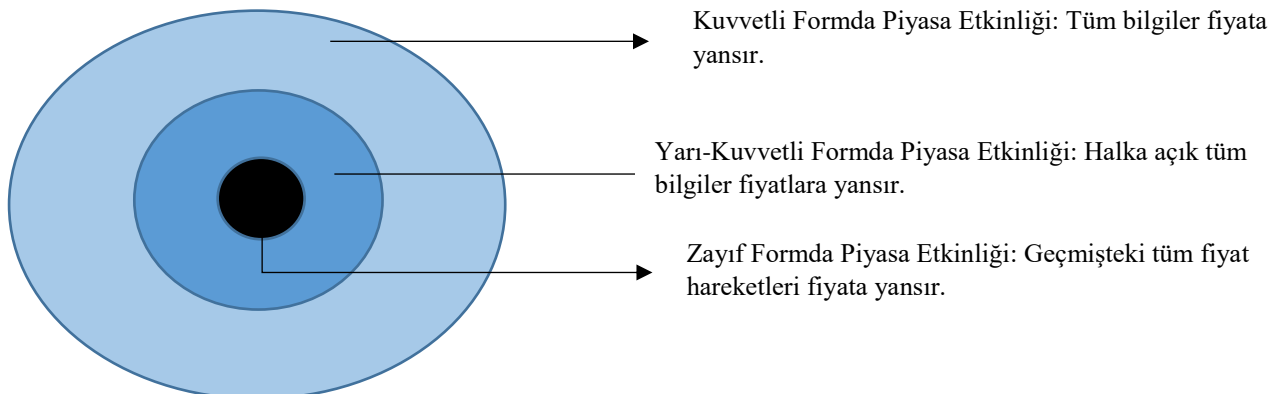 Kuvvetli Formda Piyasa Etkinliği: Tüm bilgiler fiyata
yansır.
Yarı-Kuvvetli Formda Piyasa Etkinliği: Halka açık tüm
bilgiler fiyatlara yansır.
Zayıf Formda Piyasa Etkinliği: Geçmişteki tüm fiyat
hareketleri fiyata yansır.